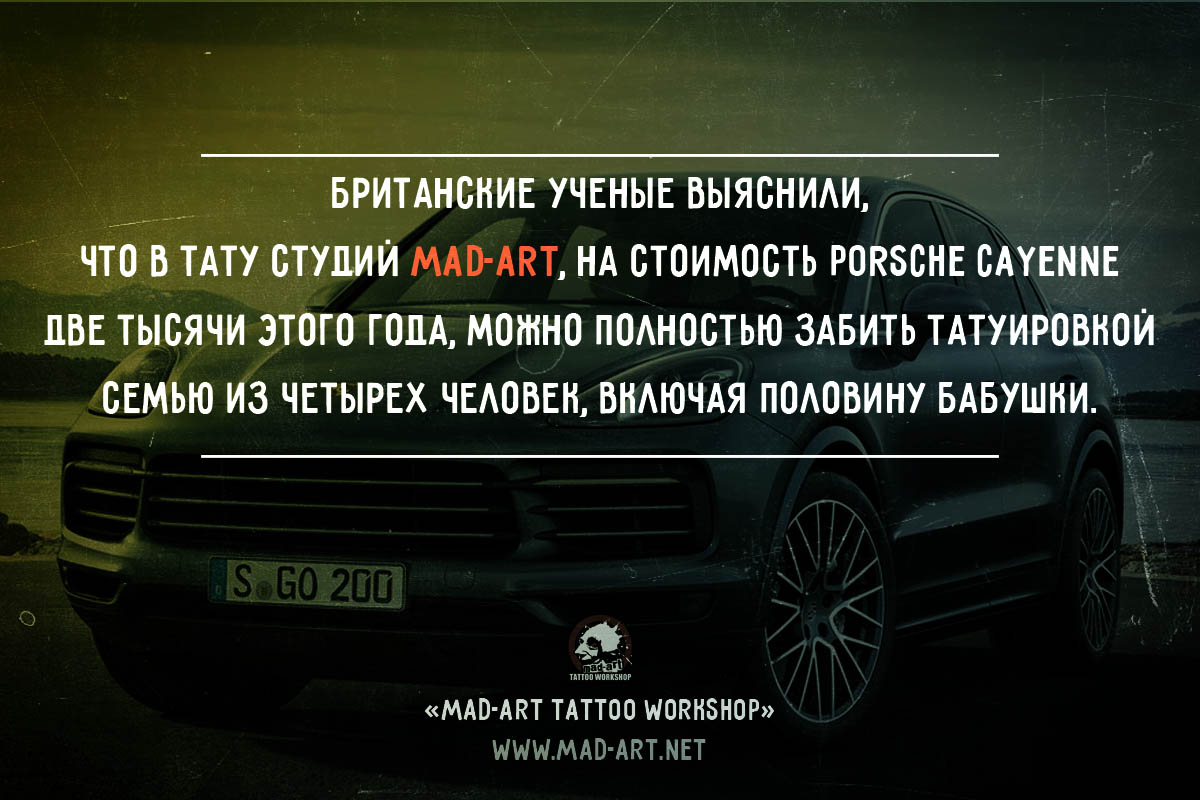 БРИТАНСКИЕ УЧЕНЫЕ ВЫЯСНИЛИ,
ЧТО В ТАТУ СТУДИЙ MAD-ART, НА СТОИМОСТЬ PORSCHE CAYENNE
ДВЕ ТЫСЯЧИ ЭТОГО ГОДА, МОЖНО ПОЛНОСТЬЮ ЗАБИТЬ ТАТУИРОВКОЙ
СЕМЬЮ ИЗ ЧЕТЫРЕХ ЧЕЛОВЕК, ВКЛЮЧАЯ ПОЛОВИНУ БАБУШКИ.
S GO 200
mad-art
TATTOO WORKSHOP
«MAD-ART TATTOO WORKSHOP»
WWW.MAD-ART.NET